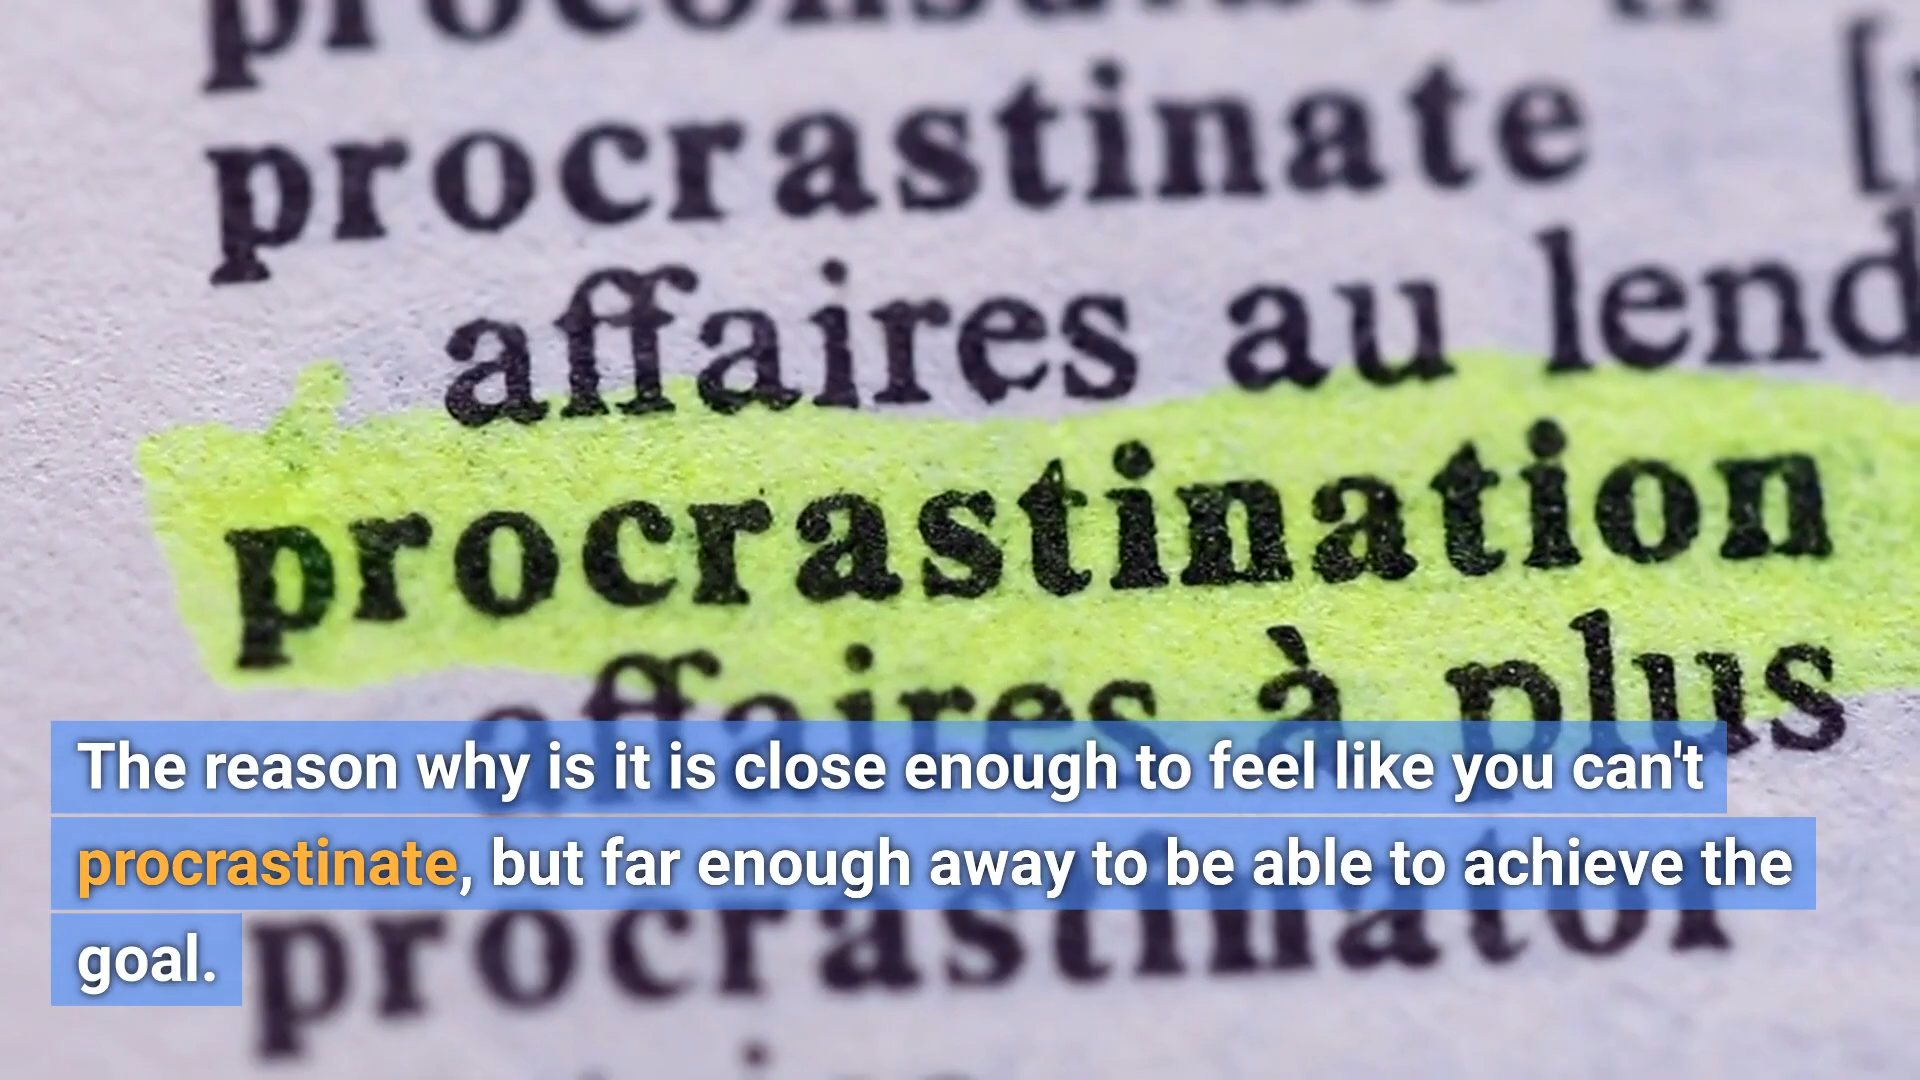 procrastinate
affaires au lend
procrastination
affaires à plus
The reason why is it is close enough to feel like you can't
procrastinate, but far enough away to be able to achieve the
goal.
procrastinator